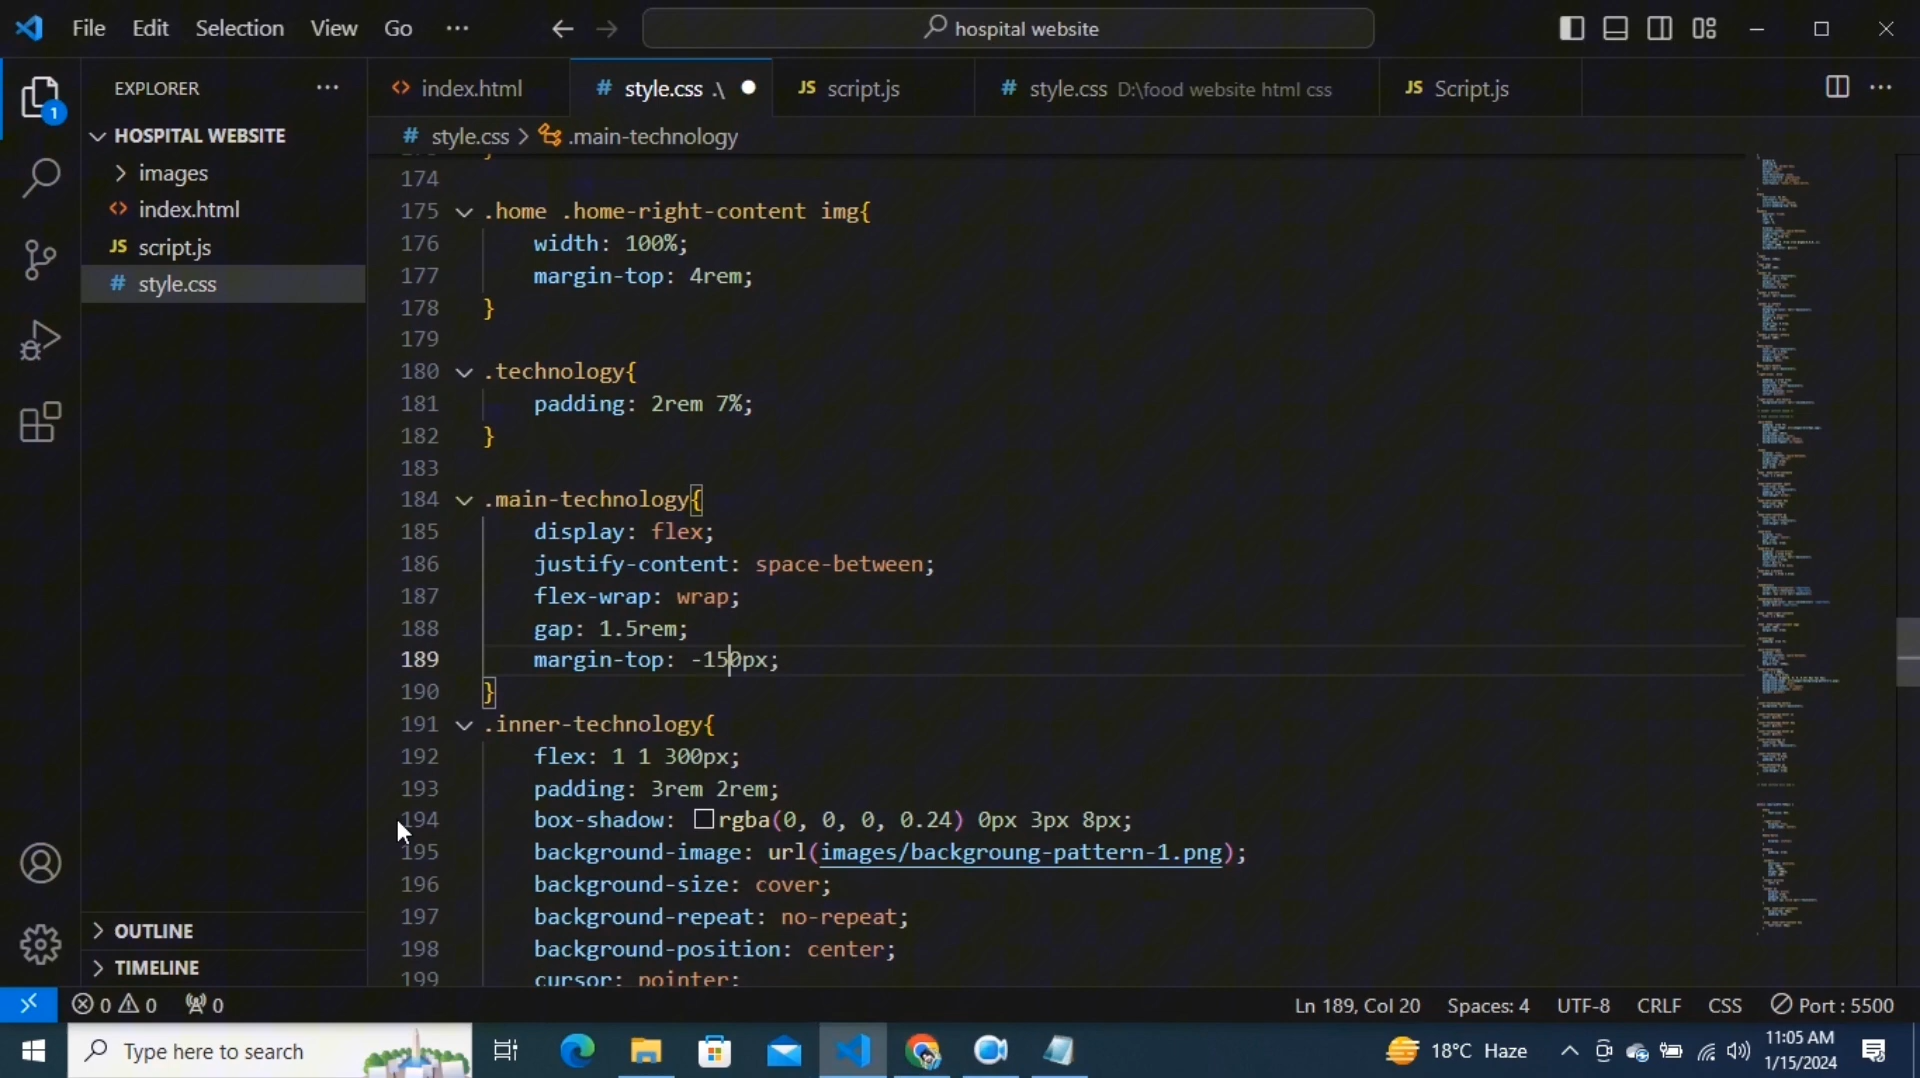 File Edit Selection View Go ··· hospital website
EXPLORER ···
index.html
style.css .\
script.js
style.css D:\food website html css
Script.js
1
HOSPITAL WEBSITE
images
index.html
script.js
style.css
OUTLINE
TIMELINE
style.css > .main-technology
174
175 .home .home-right-content img{
176 width: 100%;
177 margin-top: 4rem;
178 }
179
180 .technology{
181 padding: 2rem 7%;
182 }
183
184 .main-technology{
185 display: flex;
186 justify-content: space-between;
187 flex-wrap: wrap;
188 gap: 1.5rem;
189 margin-top: -150px;
190 }
191 .inner-technology{
192 flex: 1 1 300px;
193 padding: 3rem 2rem;
194 box-shadow: rgba(0, 0, 0, 0.24) 0px 3px 8px;
195 background-image: url(images/backgroung-pattern-1.png);
196 background-size: cover;
197 background-repeat: no-repeat;
198 background-position: center;
199 cursor: pointer;
0 0 0 Ln 189, Col 20 Spaces: 4 UTF-8 CRLF CSS Port : 5500
Type here to search 18°C Haze 11:05 AM
1/15/2024